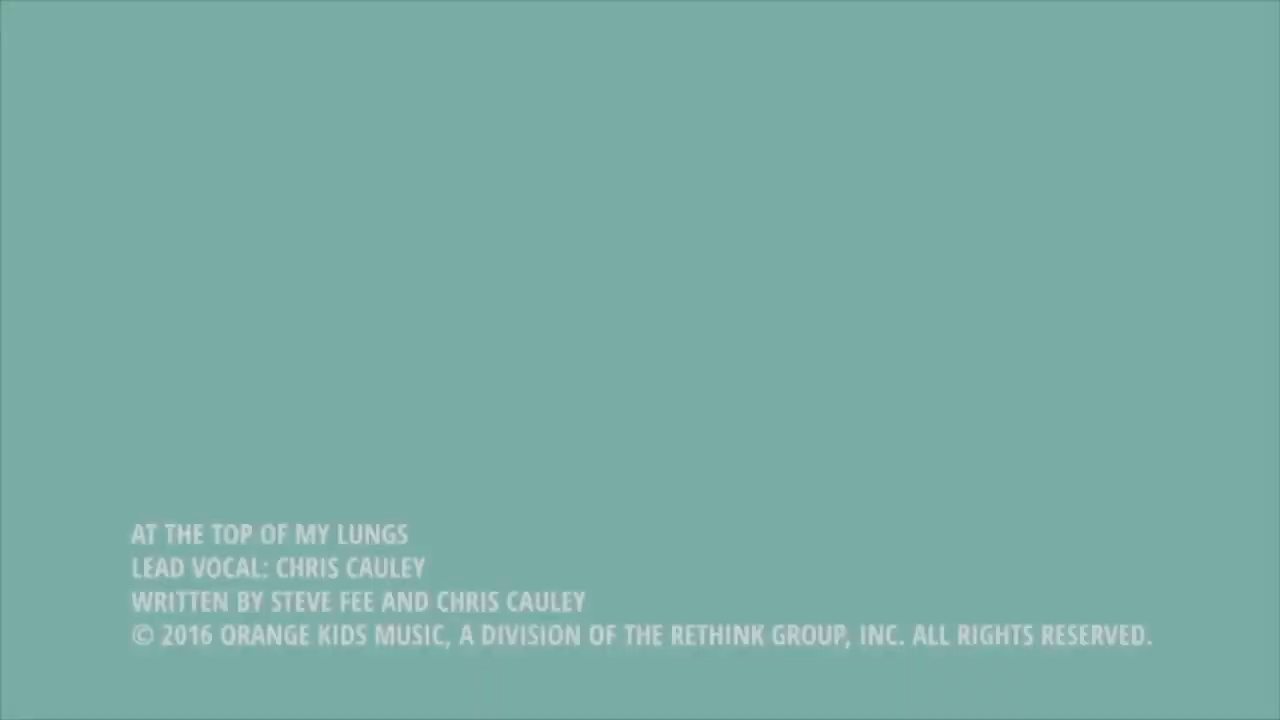 AT THE TOP OF MY LUNGS
LEAD VOCAL: CHRIS CAULEY
WRITTEN BY STEVE FEE AND CHRIS CAULEY
© 2016 ORANGE KIDS MUSIC, A DIVISION OF THE RETHINK GROUP, INC. ALL RIGHTS RESERVED.